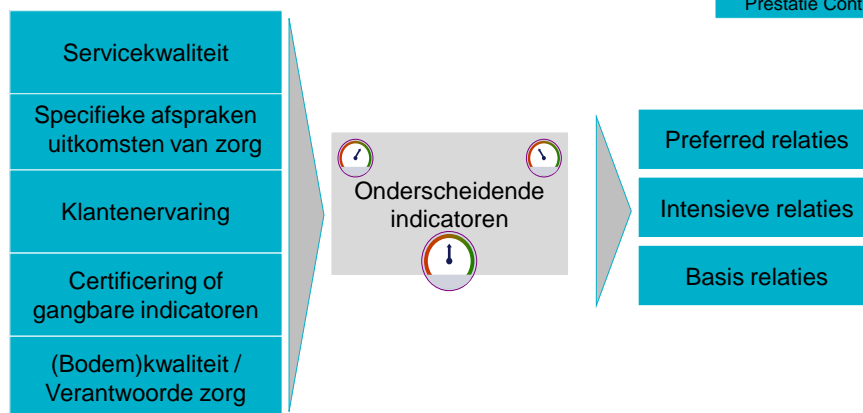 Prestatie Cont
Servicekwaliteit
Specifieke afspraken
uitkomsten van zorg
Klantenervaring
Certificering of
gangbare indicatoren
(Bodem)kwaliteit /
Verantwoorde zorg
Onderscheidende
indicatoren
Preferred relaties
Intensieve relaties
Basis relaties